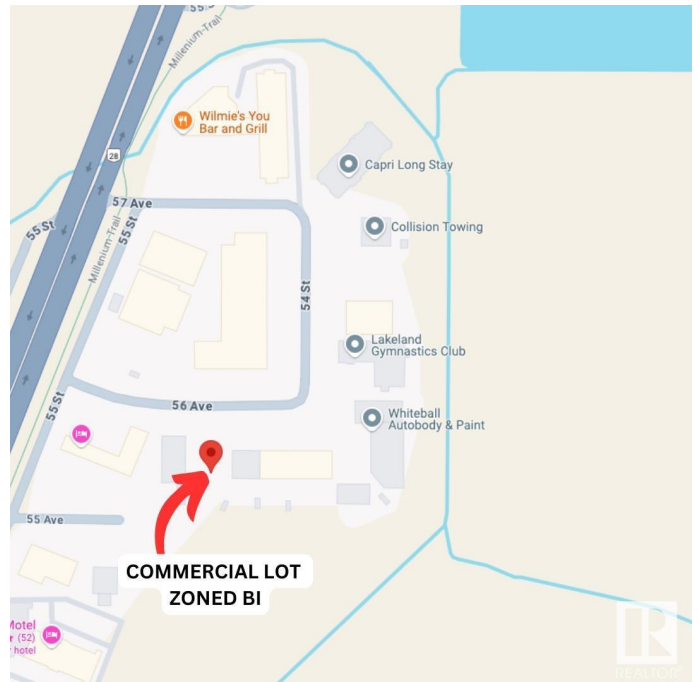 55 S
Millenium-Trail
Wilmie's You
Bar and Grill
28
Capri Long Stay
57 Ave
55 St
55 St
Millenium-Trail
Collision Towing
54 St
Lakeland
Gymnastics Club
55 St
56 Ave
Whiteball
Autobody & Paint
55 Ave
COMMERCIAL LOT
ZONED BI
Motel
(52)
hotel
R
REALTOR